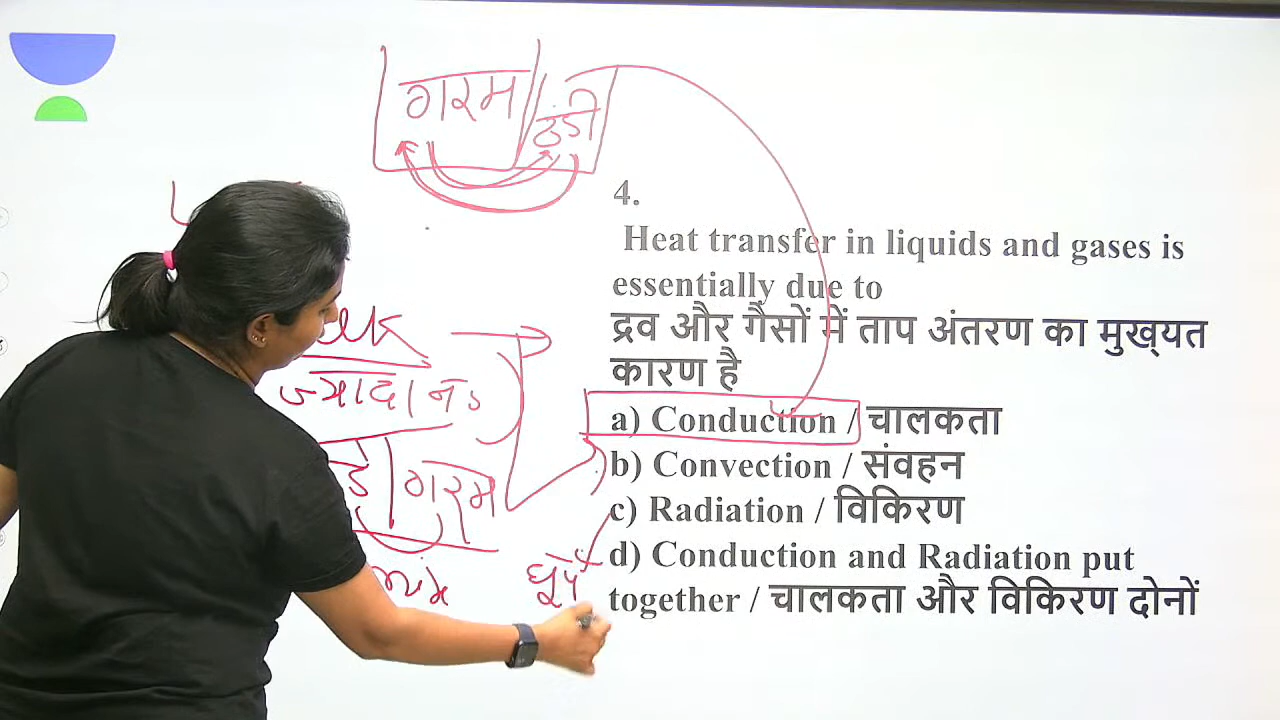 गरम
ठंडी
4.
Heat transfer in liquids and gases is
essentially due to
द्रव और गैसों में ताप अंतरण का मुख्यत
कारण है
a) Conduction / चालकता
b) Convection / संवहन
c) Radiation / विकिरण
d) Conduction and Radiation put
together / चालकता और विकिरण दोनों
गरम
धूप